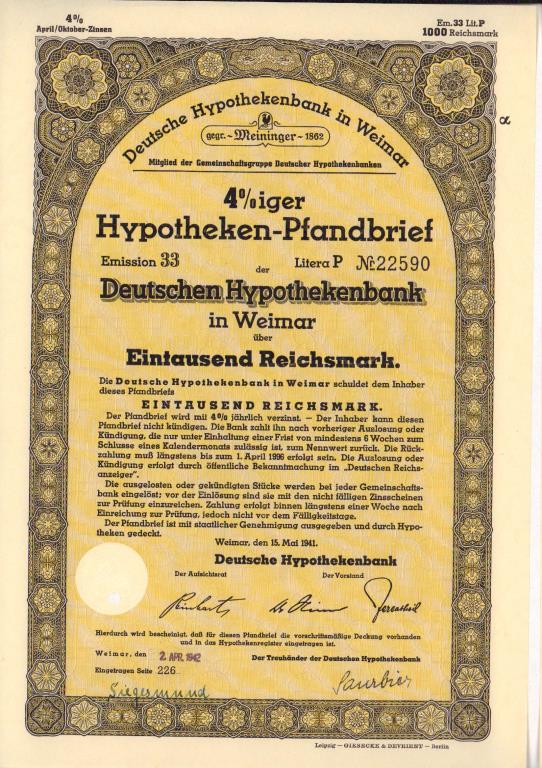 4%
April/Oktober-Zinsen
Em. 33 Lit. P
1000 Reichsmark
α
Deutsche Hypothekenbank in Weimar
gegr. ~ Meininger ~ 1862
Mitglied der Gemeinschaftsgruppe Deutscher Hypothekenbanken
4%iger
Hypotheken-Pfandbrief
Emission 33 Litera P № 22590
der
Deutschen Hypothekenbank
in Weimar
über
Eintausend Reichsmark.
Die Deutsche Hypothekenbank in Weimar schuldet dem Inhaber
dieses Pfandbriefs
EINTAUSEND REICHSMARK.
Der Pfandbrief wird mit 4% jährlich verzinst. — Der Inhaber kann diesen
Pfandbrief nicht kündigen. Die Bank zahlt ihn nach vorheriger Auslosung oder
Kündigung, die nur unter Einhaltung einer Frist von mindestens 6 Wochen zum
Schlusse eines Kalendermonats zulässig ist, zum Nennwert zurück. Die Rück-
zahlung muß längstens bis zum 1. April 1996 erfolgt sein. Die Auslosung oder
Kündigung erfolgt durch öffentliche Bekanntmachung im „Deutschen Reichs-
anzeiger".
Die ausgelosten oder gekündigten Stücke werden bei jeder Gemeinschafts-
bank eingelöst; vor der Einlösung sind sie mit den nicht fälligen Zinsscheinen
zur Prüfung einzureichen. Zahlung erfolgt binnen längstens einer Woche nach
Einreichung zur Prüfung, jedoch nicht vor dem Fälligkeitstage.
Der Pfandbrief ist mit staatlicher Genehmigung ausgegeben und durch Hypo-
theken gedeckt.
Weimar, den 15. Mai 1941.
Deutsche Hypothekenbank
Der Aufsichtsrat Der Vorstand
Hierdurch wird bescheinigt, daß für diesen Pfandbrief die vorschriftsmäßige Deckung vorhanden
und in das Hypothekenregister eingetragen ist.
Weimar, den 2. APR. 1942
Der Treuhänder der Deutschen Hypothekenbank
Eingetragen Seite 226
Siegermund
Saurbier
Leipzig — GIESECKE & DEVRIENT — Berlin